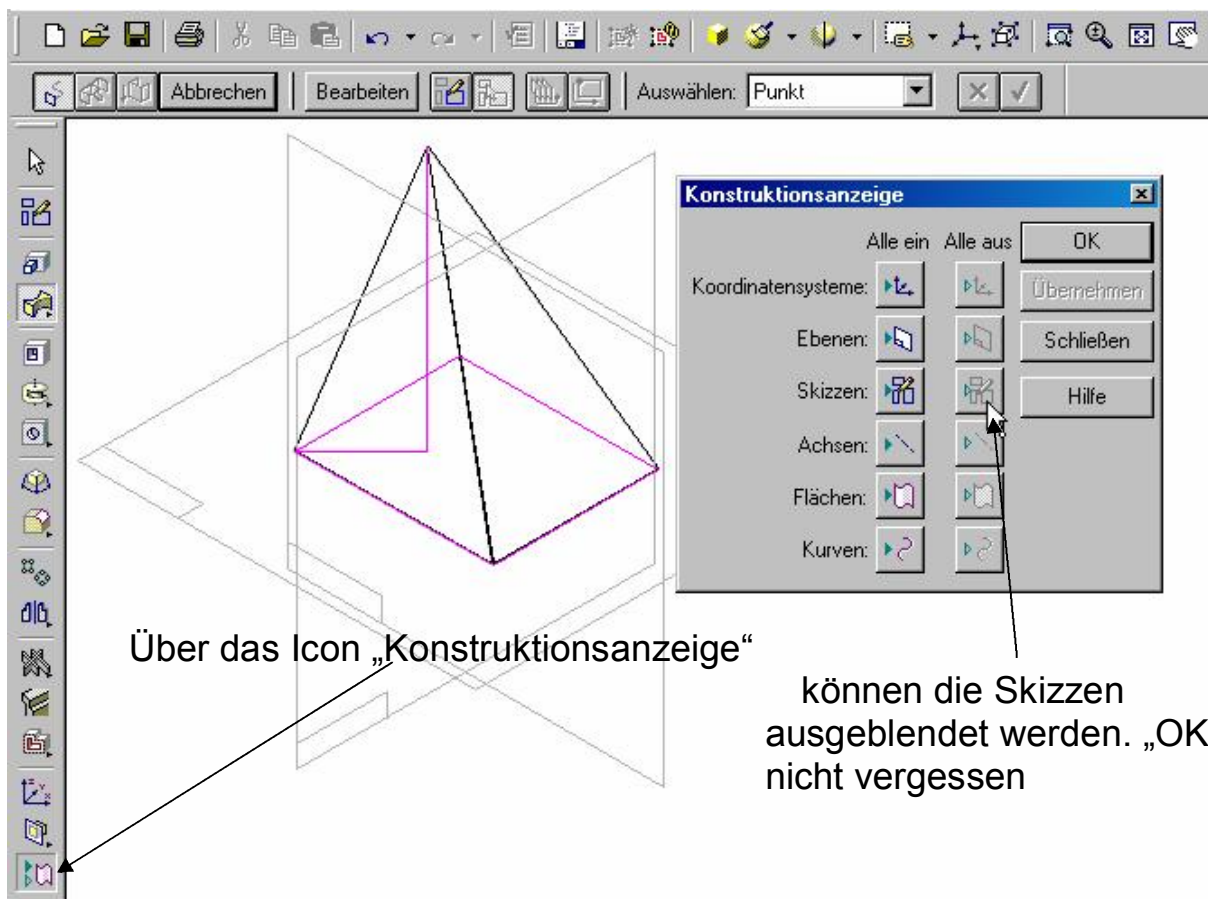 Abbrechen
Bearbeiten
Auswählen: Punkt
Konstruktionsanzeige
Alle ein Alle aus
OK
Koordinatensysteme:
Übernehmen
Ebenen:
Schließen
Skizzen:
Hilfe
Achsen:
Flächen:
Kurven:
Über das Icon „Konstruktionsanzeige“
können die Skizzen
ausgeblendet werden. „OK
nicht vergessen